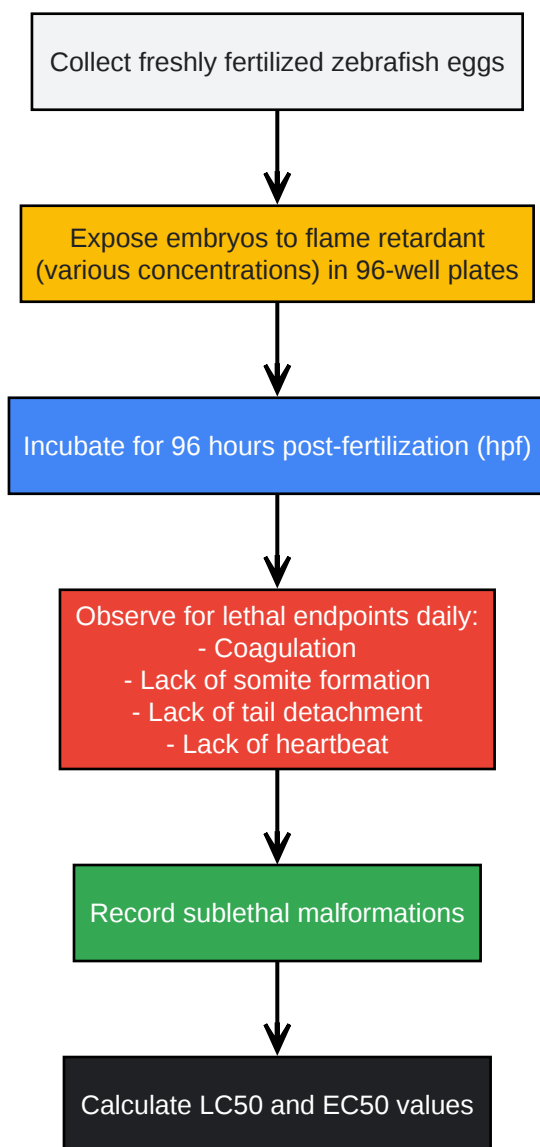 Collect freshly fertilized zebrafish eggs
Expose embryos to flame retardant
(various concentrations) in 96-well plates
Incubate for 96 hours post-fertilization (hpf)
Observe for lethal endpoints daily:
- Coagulation
- Lack of somite formation
- Lack of tail detachment
- Lack of heartbeat
Record sublethal malformations
Calculate LC50 and EC50 values